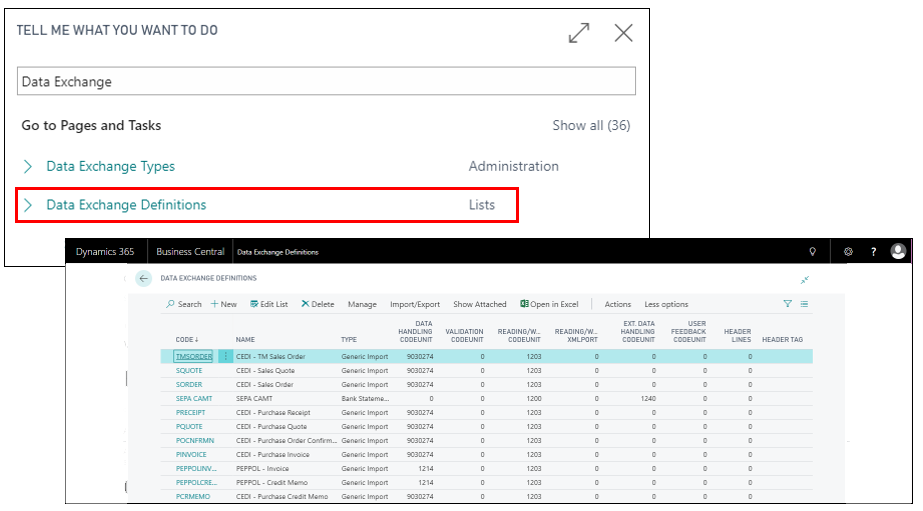 TELL ME WHAT YOU WANT TO DO
Data Exchange
Go to Pages and Tasks Show all (36)
Data Exchange Types Administration
Data Exchange Definitions Lists
Dynamics 365 Business Central Data Exchange Definitions ?
DATA EXCHANGE DEFINITIONS
Search + New Edit List Delete Manage Import/Export Show Attached Open in Excel Actions Less options
CODE ↓ NAME TYPE DATA HANDLING CODEUNIT VALIDATION CODEUNIT READING/W... CODEUNIT READING/W... XMLPORT EXT. DATA HANDLING CODEUNIT USER FEEDBACK CODEUNIT HEADER LINES HEADER TAG
TMSORDER CEDI - TM Sales Order Generic Import 9030274 0 1203 0 0 0 0
SQUOTE CEDI - Sales Quote Generic Import 9030274 0 1203 0 0 0 0
SORDER CEDI - Sales Order Generic Import 9030274 0 1203 0 0 0 0
SEPA CAMT SEPA CAMT Bank Stateme... 0 0 1200 0 1240 0 0
PRECEIPT CEDI - Purchase Receipt Generic Import 9030274 0 1203 0 0 0 0
PQUOTE CEDI - Purchase Quote Generic Import 9030274 0 1203 0 0 0 0
POCNFRMN CEDI - Purchase Order Confirm... Generic Import 9030274 0 1203 0 0 0 0
PINVOICE CEDI - Purchase Invoice Generic Import 9030274 0 1203 0 0 0 0
PEPPOLINV... PEPPOL - Invoice Generic Import 1214 0 1203 0 0 0 0
PEPPOLCRE... PEPPOL - Credit Memo Generic Import 1214 0 1203 0 0 0 0
PCRMEMO CEDI - Purchase Credit Memo Generic Import 9030274 0 1203 0 0 0 0